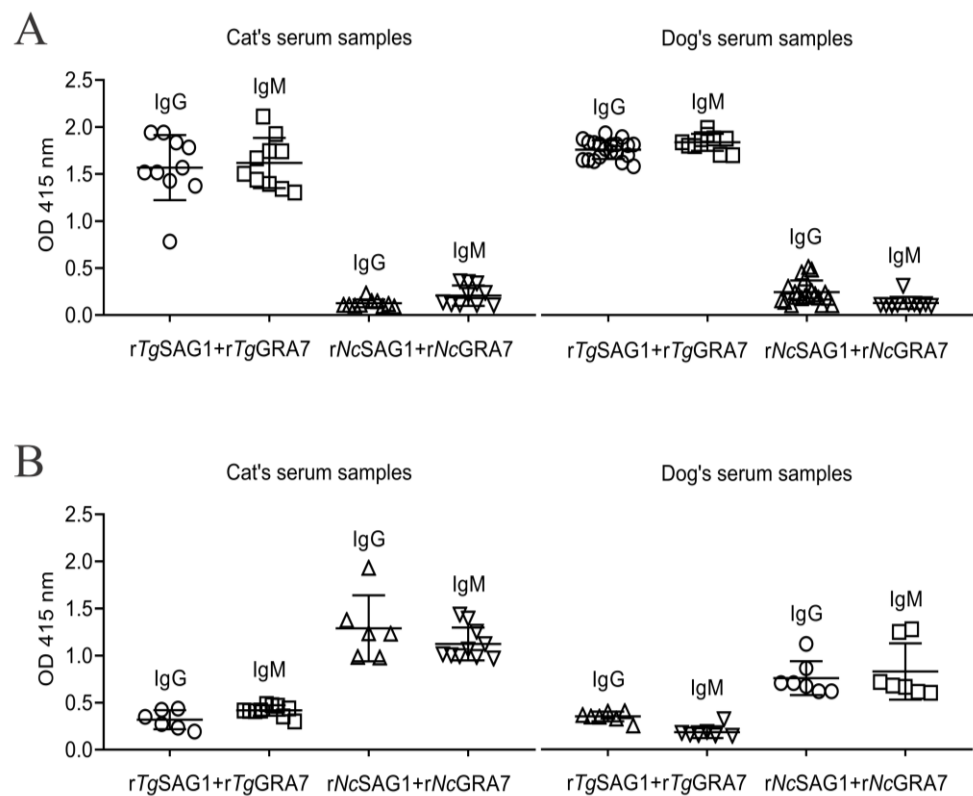 A
Cat's serum samples Dog's serum samples
OD 415 nm
2.5
2.0
1.5
1.0
0.5
0.0
IgG IgM IgG IgM IgG IgM IgG IgM
rTgSAG1+rTgGRA7 rNcSAG1+rNcGRA7 rTgSAG1+rTgGRA7 rNcSAG1+rNcGRA7
B
Cat's serum samples Dog's serum samples
OD 415 nm
2.5
2.0
1.5
1.0
0.5
0.0
IgG IgM IgG IgM IgG IgM IgG IgM
rTgSAG1+rTgGRA7 rNcSAG1+rNcGRA7 rTgSAG1+rTgGRA7 rNcSAG1+rNcGRA7